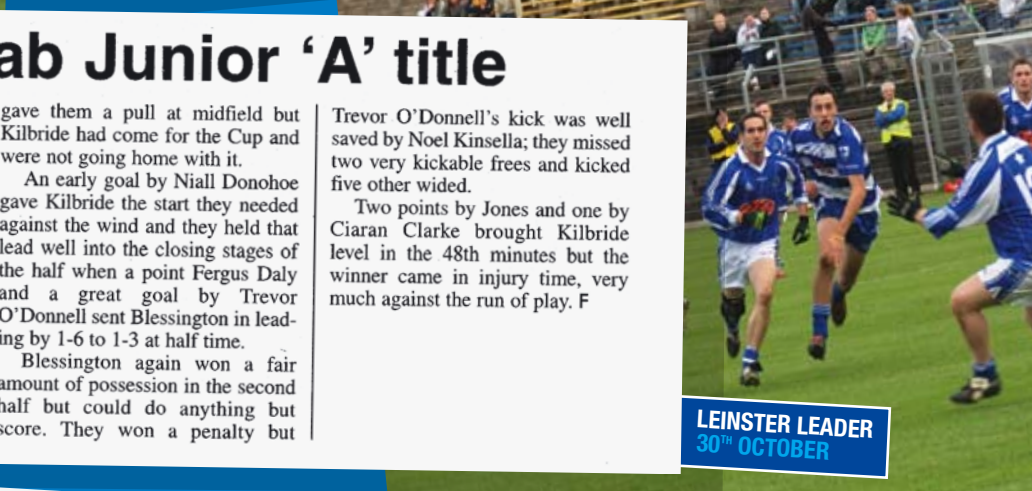 ab Junior ‘A’ title
gave them a pull at midfield but
Kilbride had come for the Cup and
were not going home with it.
An early goal by Niall Donohoe
gave Kilbride the start they needed
against the wind and they held that
lead well into the closing stages of
the half when a point Fergus Daly
and a great goal by Trevor
O’Donnell sent Blessington in lead-
ing by 1-6 to 1-3 at half time.
Blessington again won a fair
amount of possession in the second
half but could do anything but
score. They won a penalty but
Trevor O’Donnell’s kick was well
saved by Noel Kinsella; they missed
two very kickable frees and kicked
five other wided.
Two points by Jones and one by
Ciaran Clarke brought Kilbride
level in the 48th minutes but the
winner came in injury time, very
much against the run of play. F
LEINSTER LEADER
30TH OCTOBER